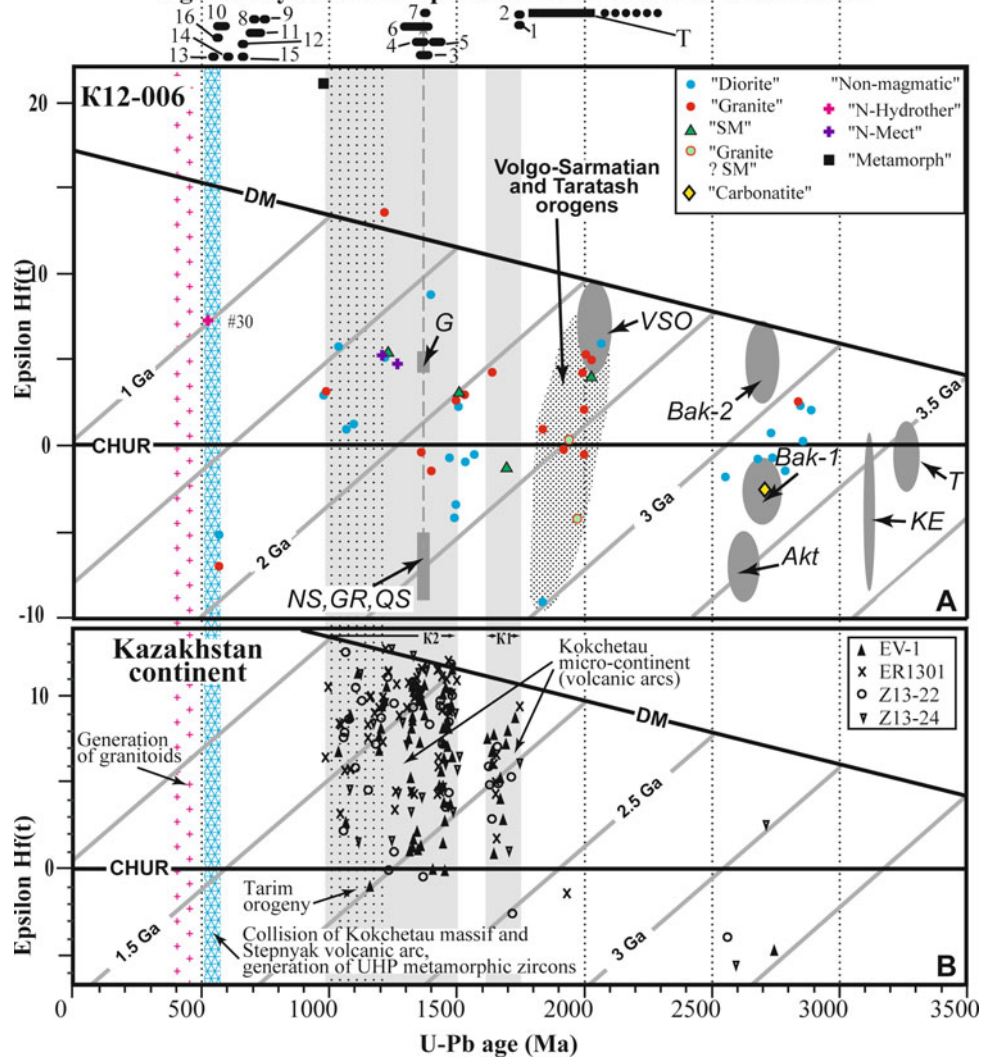 16
10
8
9
11
14
12
13
15
7
6
4
5
3
2
1
T
K12-006
20
10
0
-10
Epsilon Hf(t)
DM
CHUR
#30
1 Ga
2 Ga
3 Ga
3.5 Ga
G
NS,GR,QS
Volgo-Sarmatian
and Taratash
orogens
VSO
Bak-2
Bak-1
Akt
KE
T
"Diorite"
"Granite"
"SM"
"Granite
? SM"
"Carbonatite"
"Non-magmatic"
"N-Hydrother"
"N-Mect"
"Metamorph"
A
Kazakhstan
continent
K2
K1
Kokchetau
micro-continent
(volcanic arcs)
EV-1
ER1301
Z13-22
Z13-24
10
0
Epsilon Hf(t)
DM
CHUR
Generation
of granitoids
Tarim
orogeny
1.5 Ga
2.5 Ga
3 Ga
Collision of Kokchetau massif and
Stepnyak volcanic arc,
generation of UHP metamorphic zircons
B
0 500 1000 1500 2000 2500 3000 3500
U-Pb age (Ma)